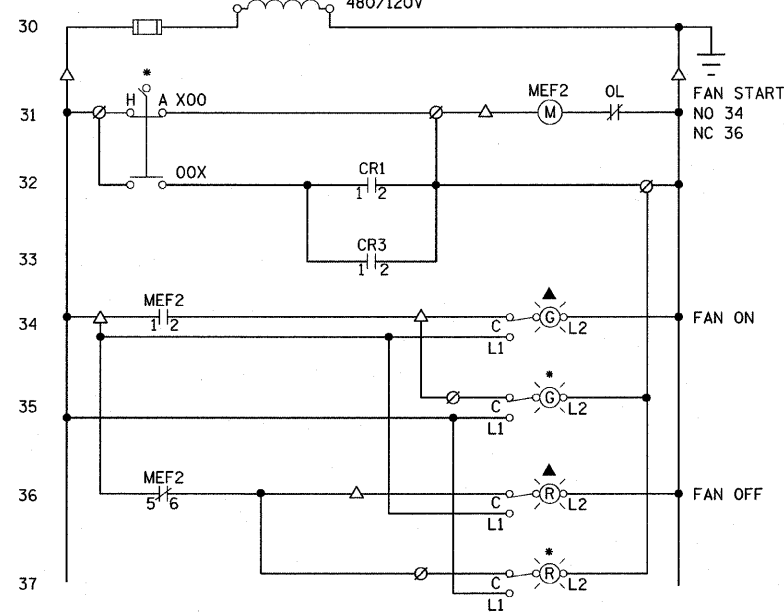 480/120V
30
*
H A X00
MEF2 OL
M
FAN START
31
NO 34
NC 36
32
00X
CR1
1 2
33
CR3
1 2
MEF2
34
1 2
C G L2
FAN ON
L1
*
35
C G L2
L1
MEF2
36
5 6
C R L2
FAN OFF
L1
*
37
C R L2
L1